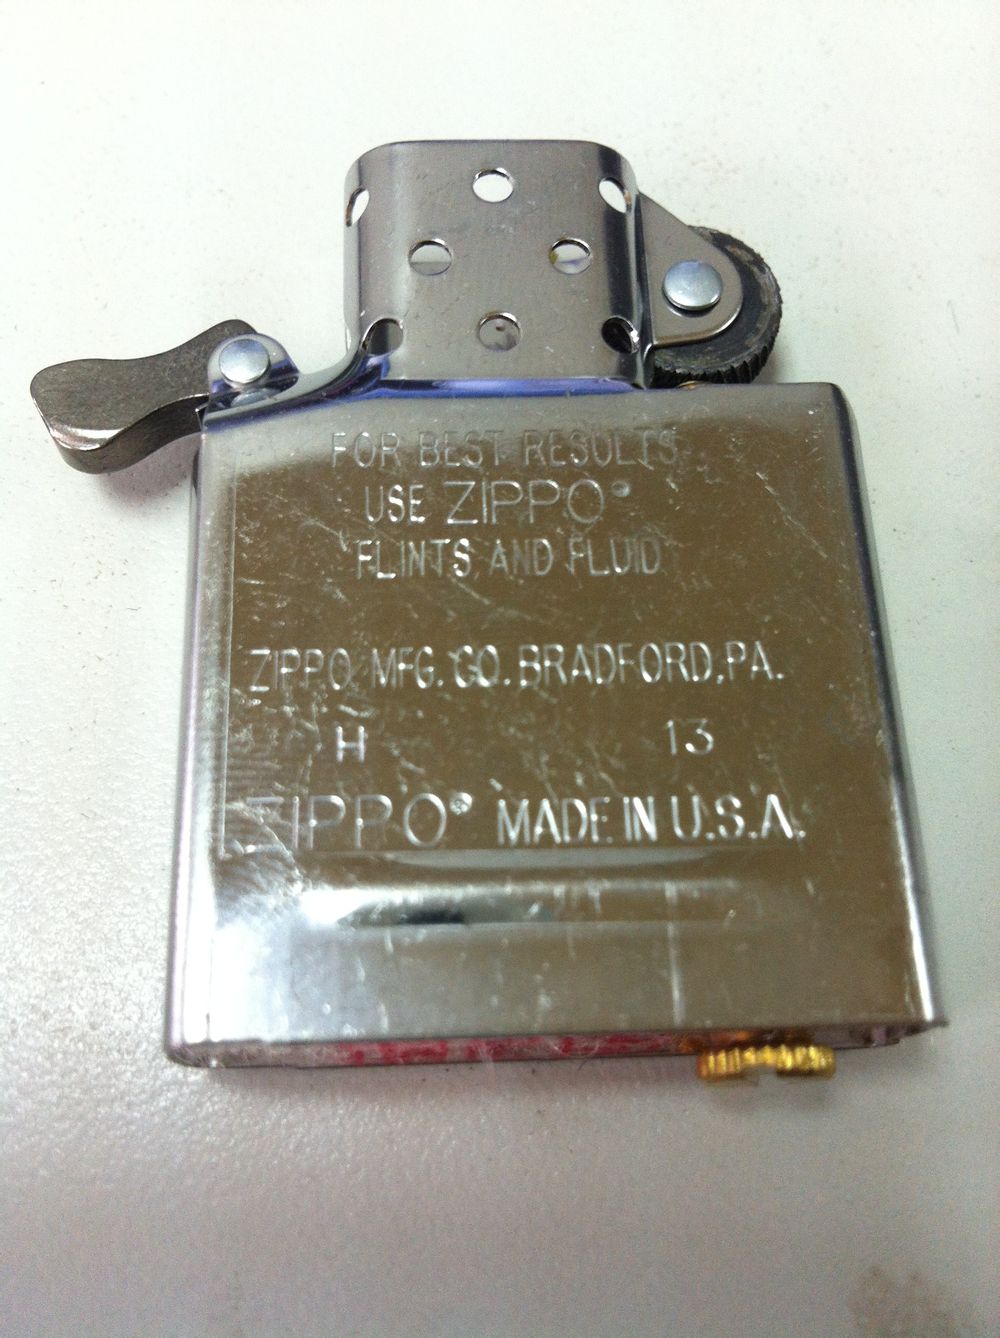 FOR BEST RESULTS
USE ZIPPO®
FLINTS AND FLUID
ZIPPO MFG. CO. BRADFORD, PA.
H 13
ZIPPO® MADE IN U.S.A.